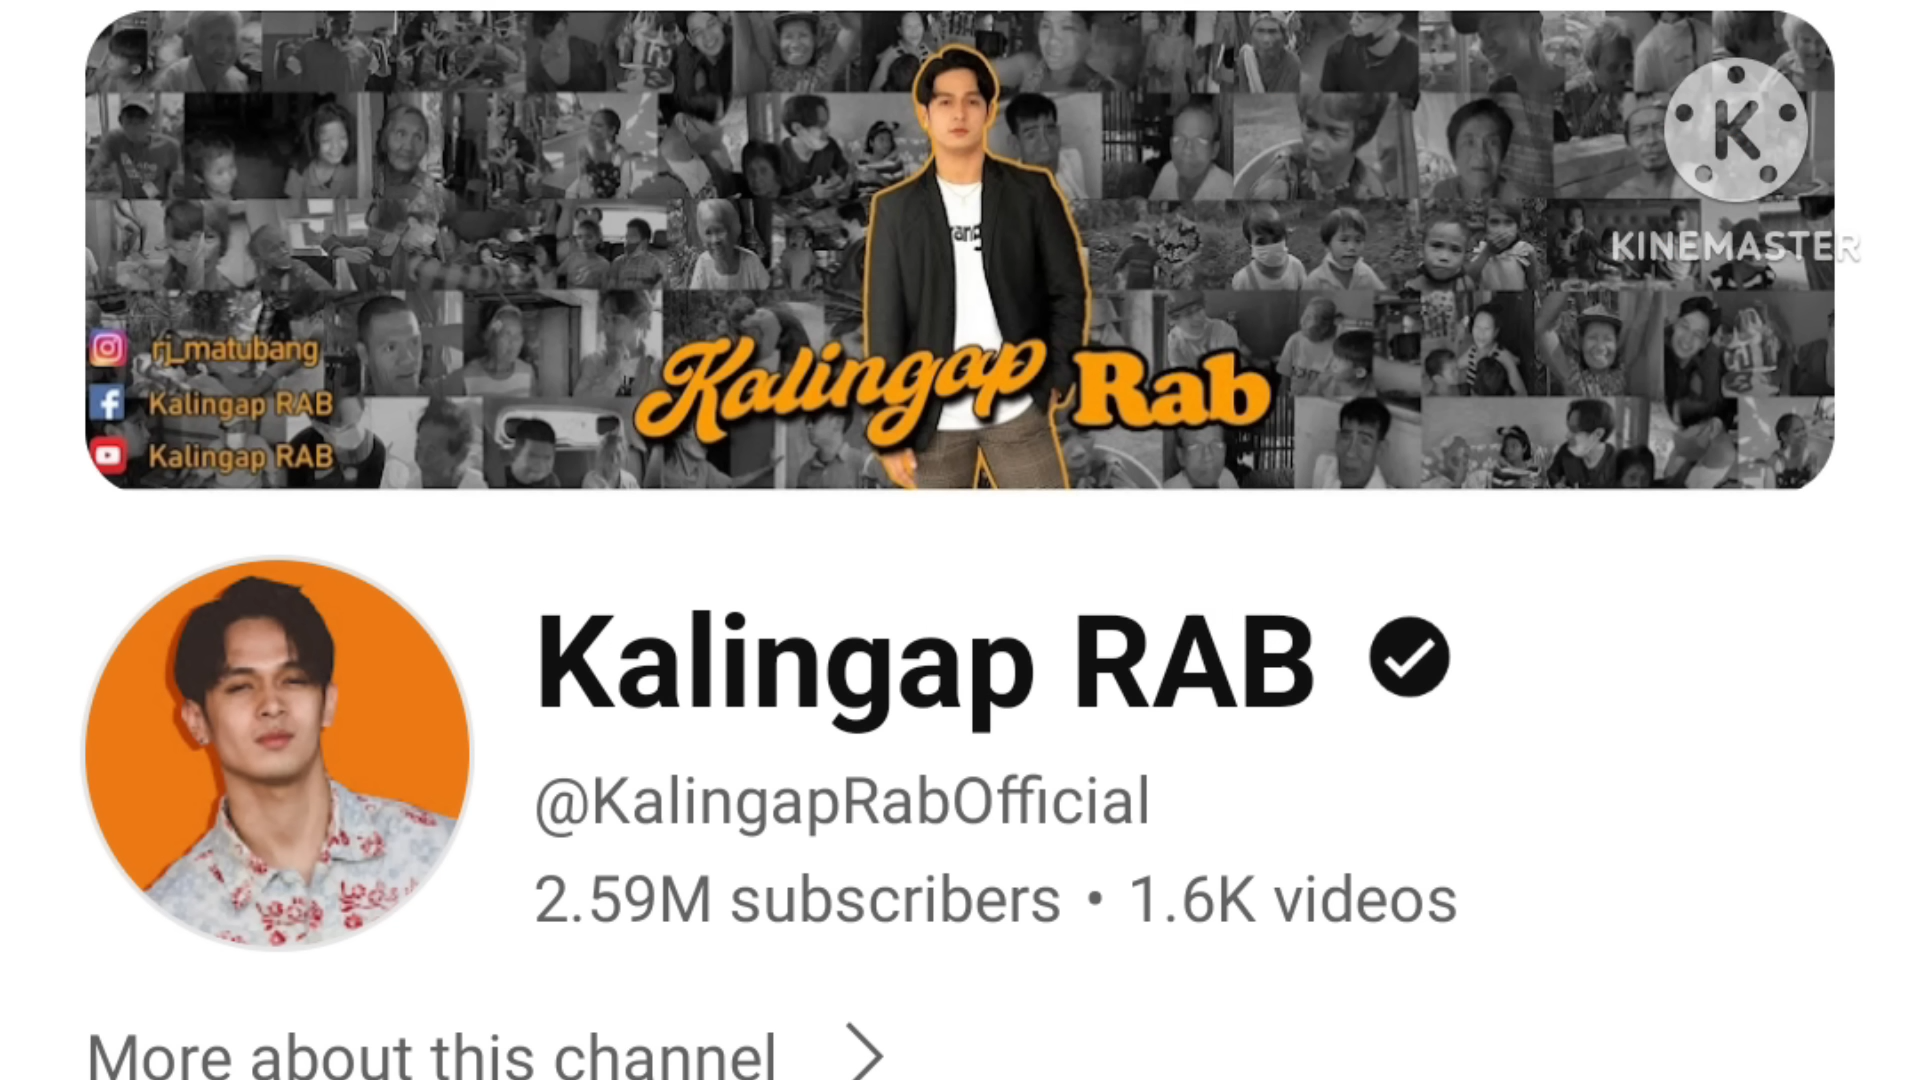 K
KINEMASTER
rang
rj_matubang
Kalingap RAB
Kalingap RAB
Kalingap Rab
Kalingap RAB
@KalingapRabOfficial
2.59M subscribers • 1.6K videos
More about this channel